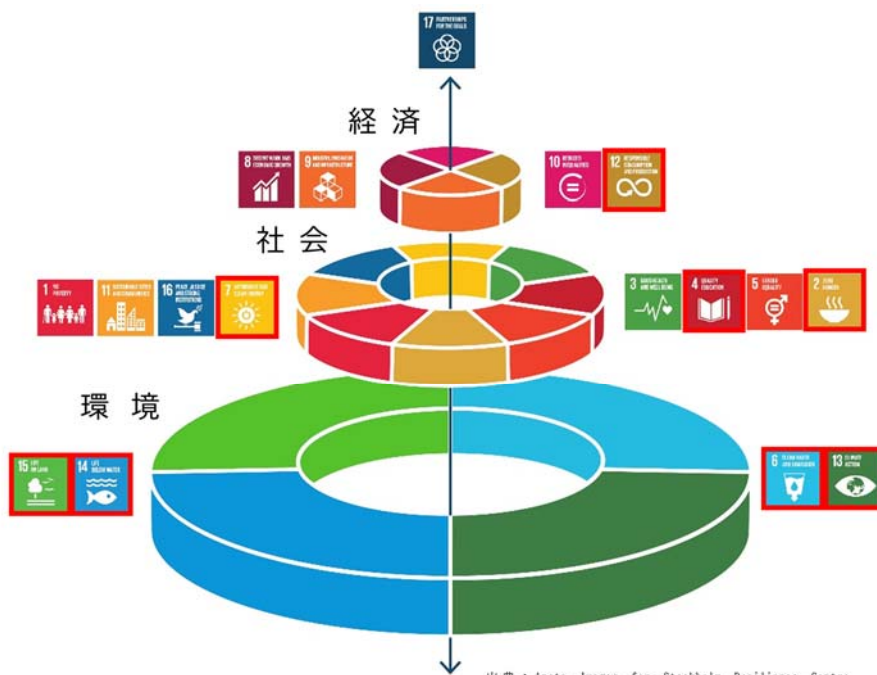 17 PARTNERSHIPS
FOR THE GOALS
経済
8 DECENT WORK AND
ECONOMIC GROWTH
9 INDUSTRY, INNOVATION
AND INFRASTRUCTURE
10 REDUCED
INEQUALITIES
12 RESPONSIBLE
CONSUMPTION
AND PRODUCTION
社会
1 NO
POVERTY
11 SUSTAINABLE CITIES
AND COMMUNITIES
16 PEACE, JUSTICE
AND STRONG
INSTITUTIONS
7 AFFORDABLE AND
CLEAN ENERGY
3 GOOD HEALTH
AND WELL-BEING
4 QUALITY
EDUCATION
5 GENDER
EQUALITY
2 ZERO
HUNGER
環境
15 LIFE
ON LAND
14 LIFE
BELOW WATER
6 CLEAN WATER
AND SANITATION
13 CLIMATE
ACTION